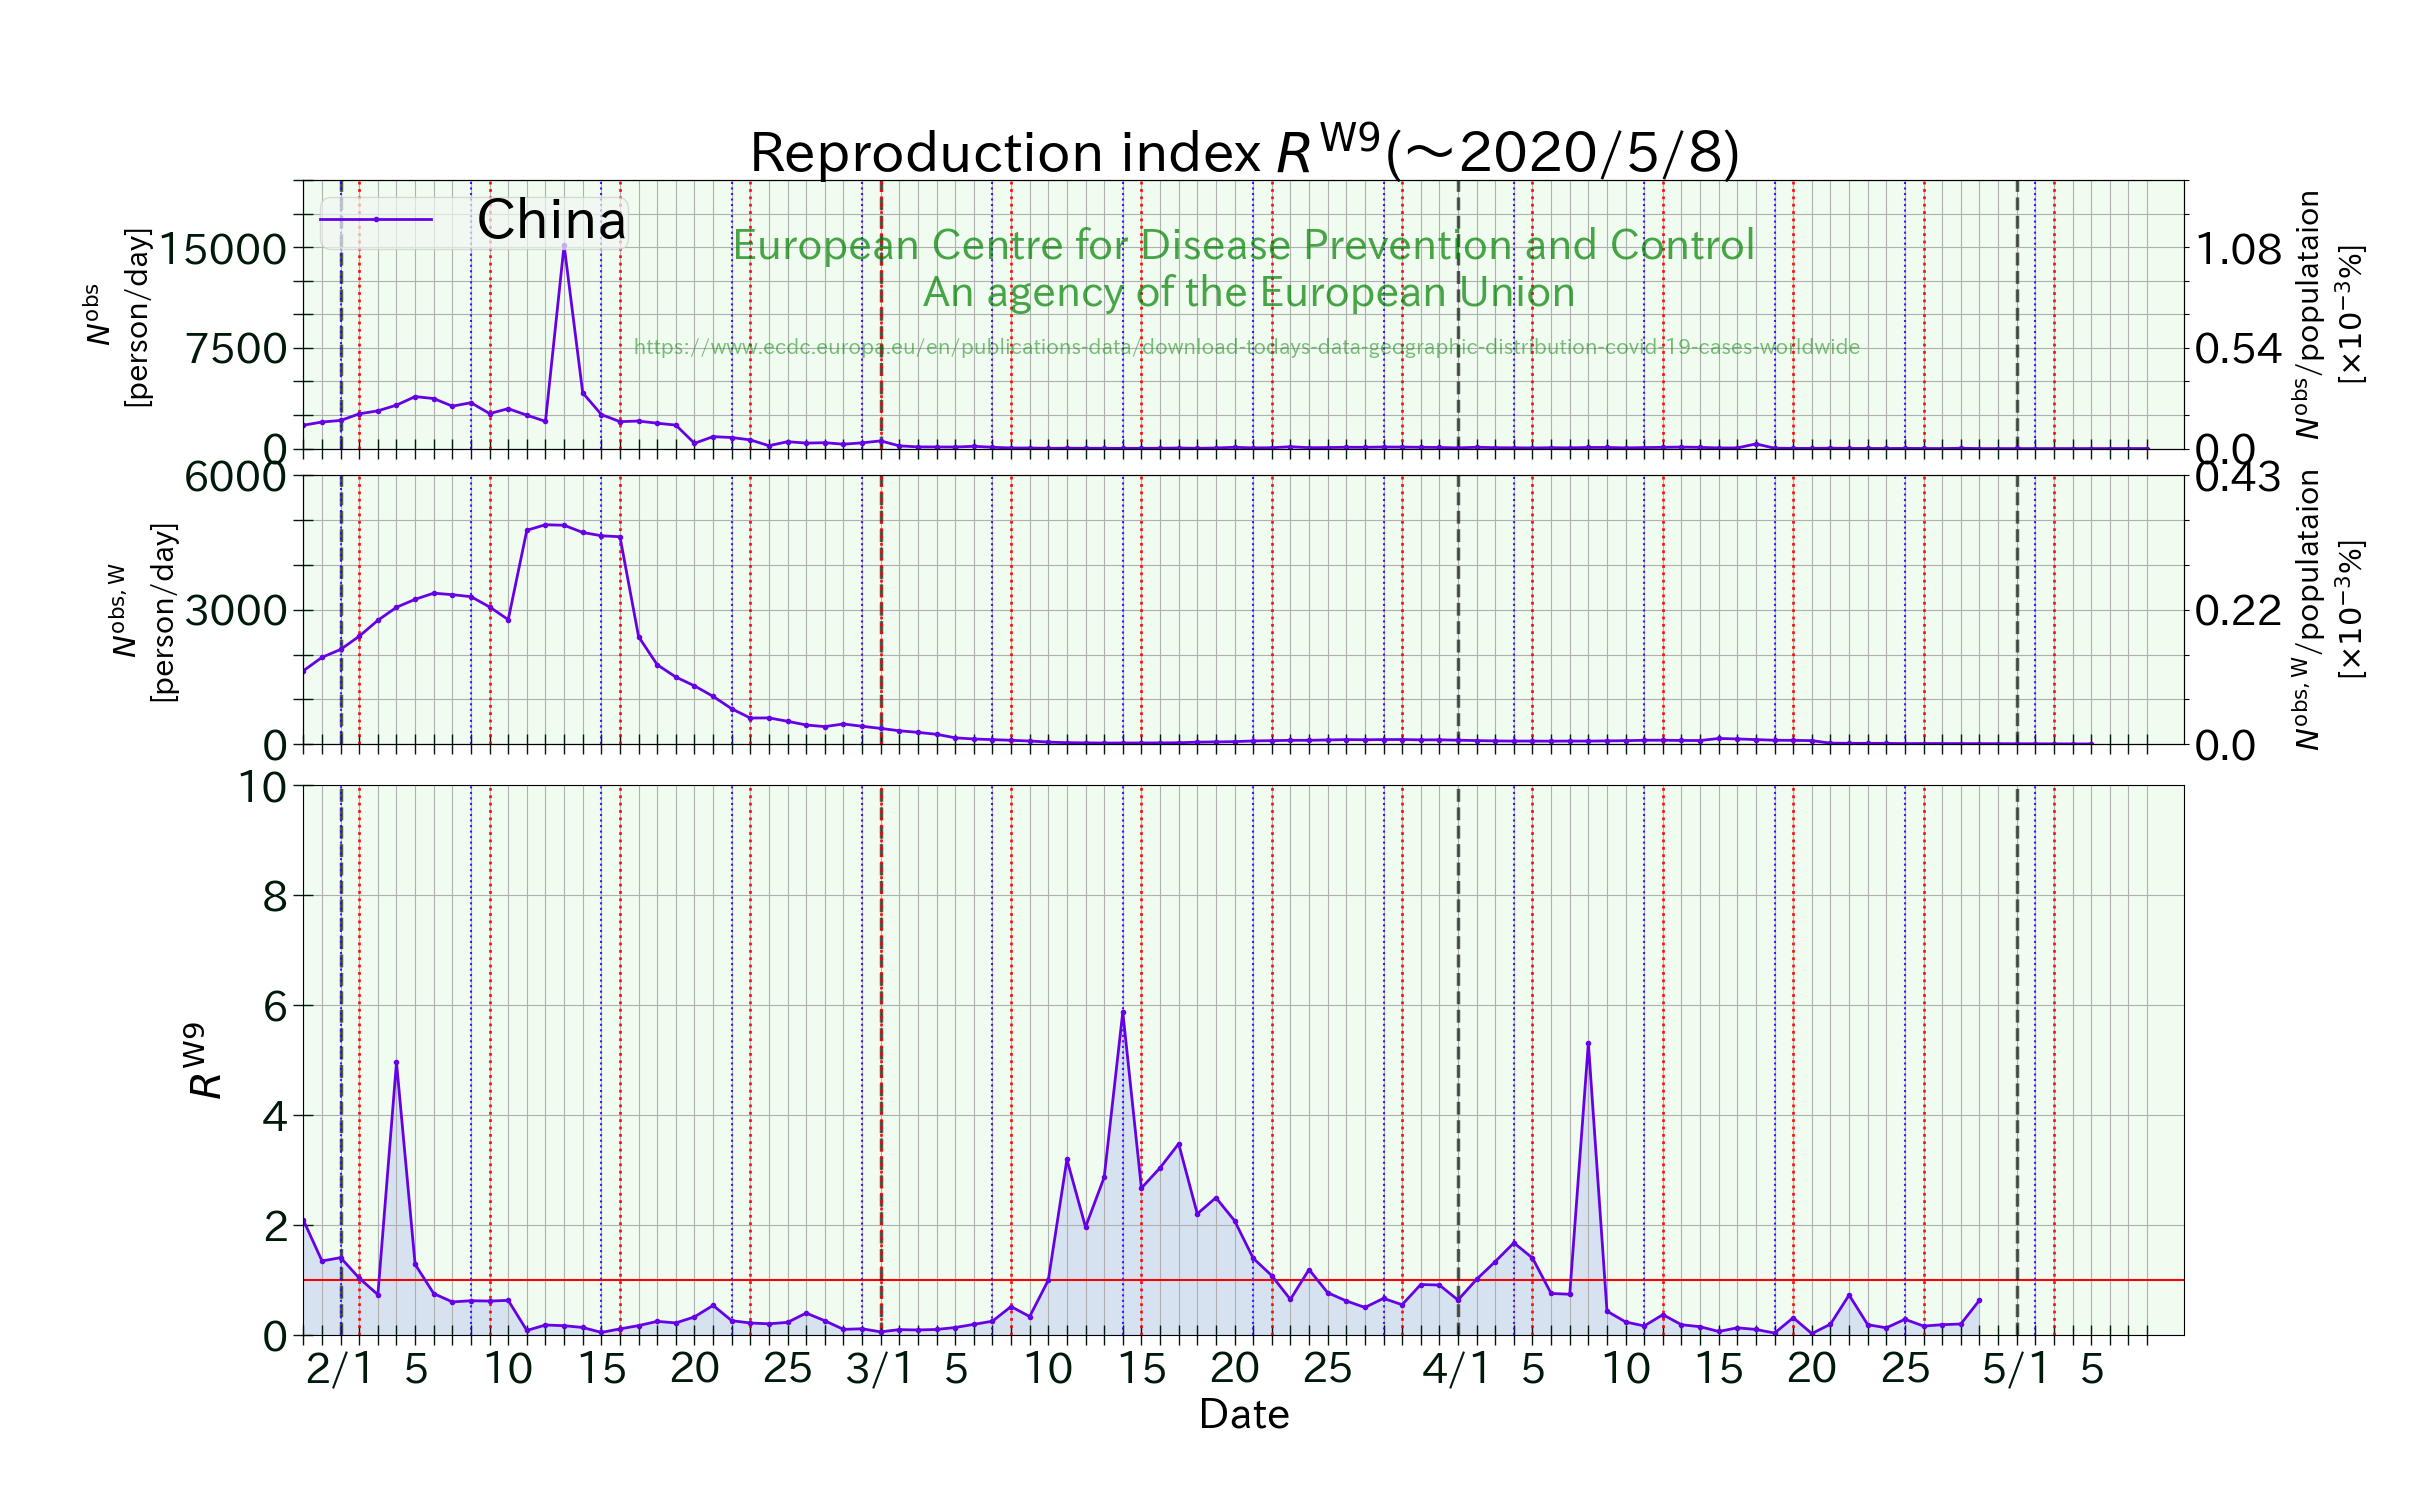 Reproduction index R^W9(～2020/5/8)
China
European Centre for Disease Prevention and Control
An agency of the European Union
https://www.ecdc.europa.eu/en/publications-data/download-todays-data-geographic-distribution-covid-19-cases-worldwide
N^obs
[person/day]
15000
7500
0
1.08
0.54
0.0
N^obs/populataion
[×10^−3%]
N^obs, W
[person/day]
6000
3000
0
0.43
0.22
0.0
N^obs, W/populataion
[×10^−3%]
R^W9
10
8
6
4
2
0
2/1 5 10 15 20 25 3/1 5 10 15 20 25 4/1 5 10 15 20 25 5/1 5
Date